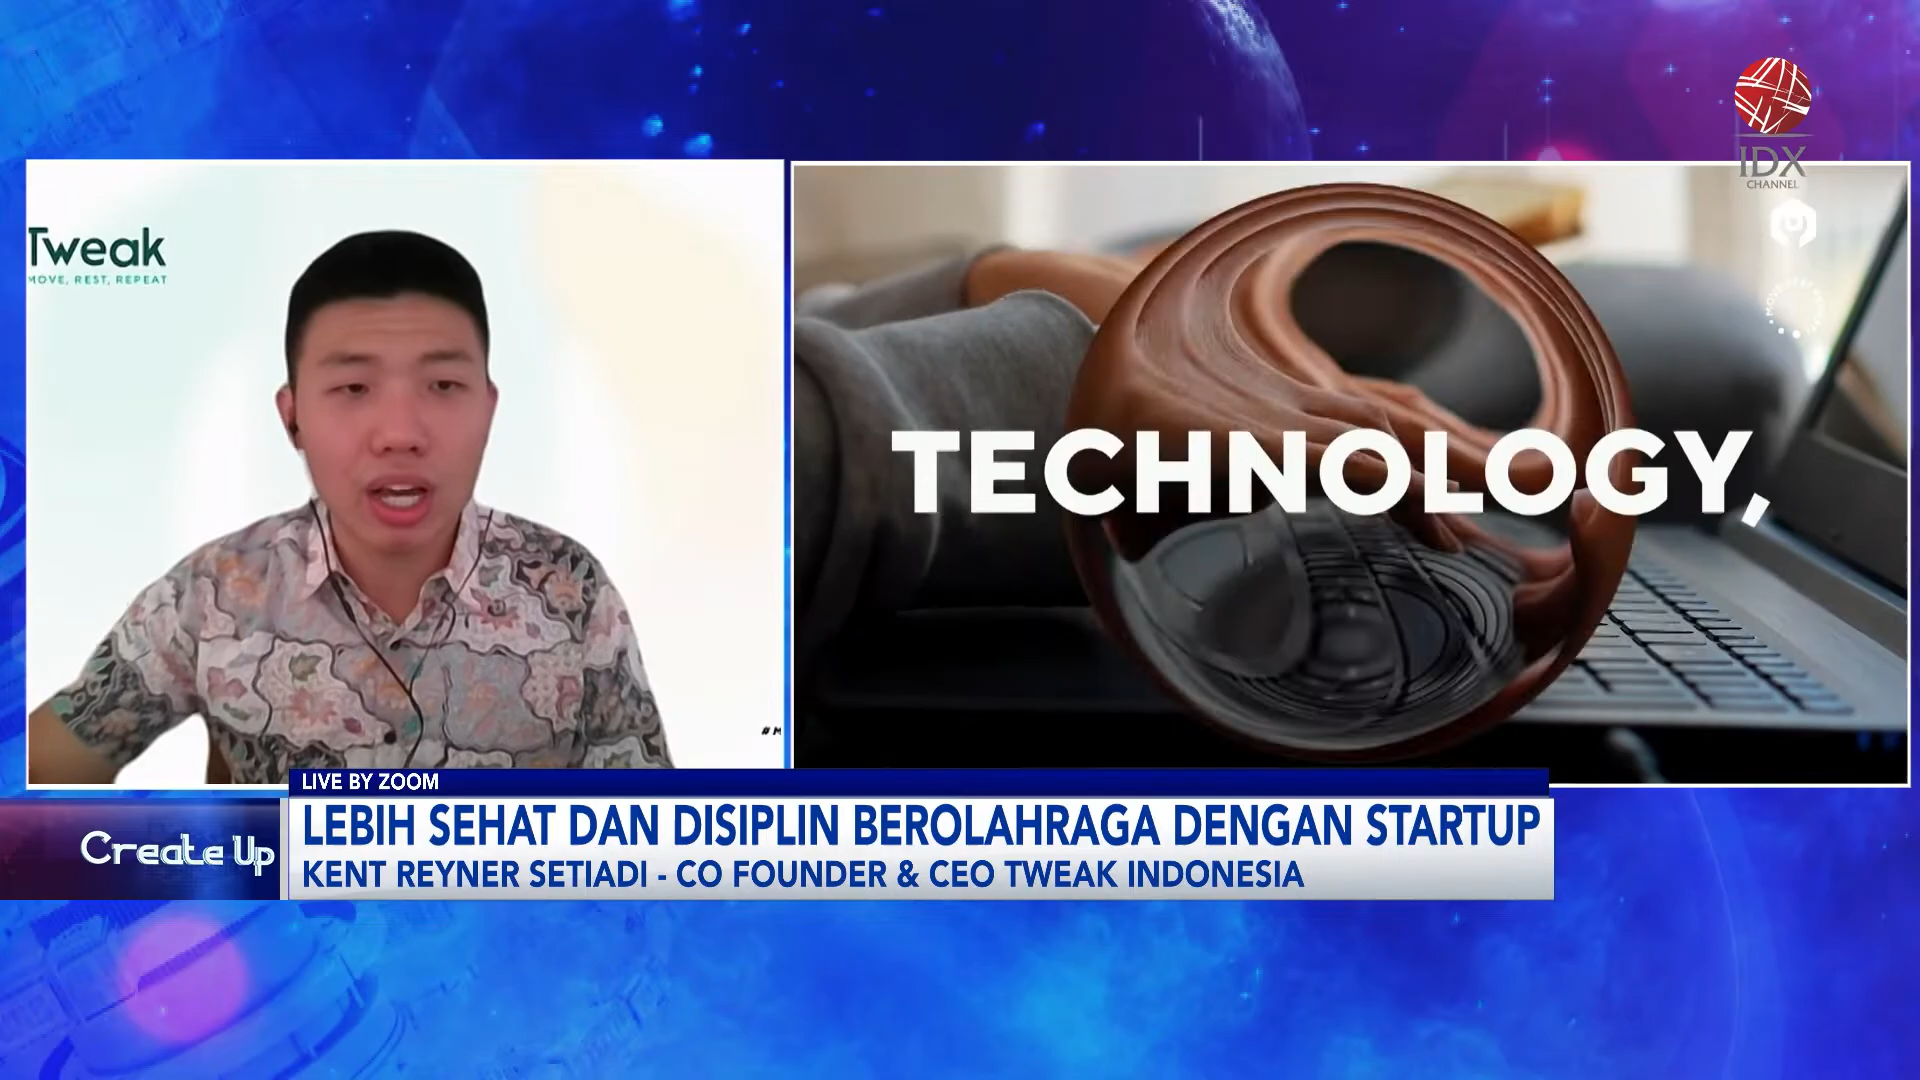 IDX
CHANNEL
Tweak
MOVE, REST, REPEAT
TECHNOLOGY,
LIVE BY ZOOM
LEBIH SEHAT DAN DISIPLIN BEROLAHRAGA DENGAN STARTUP
Create Up
KENT REYNER SETIADI - CO FOUNDER & CEO TWEAK INDONESIA